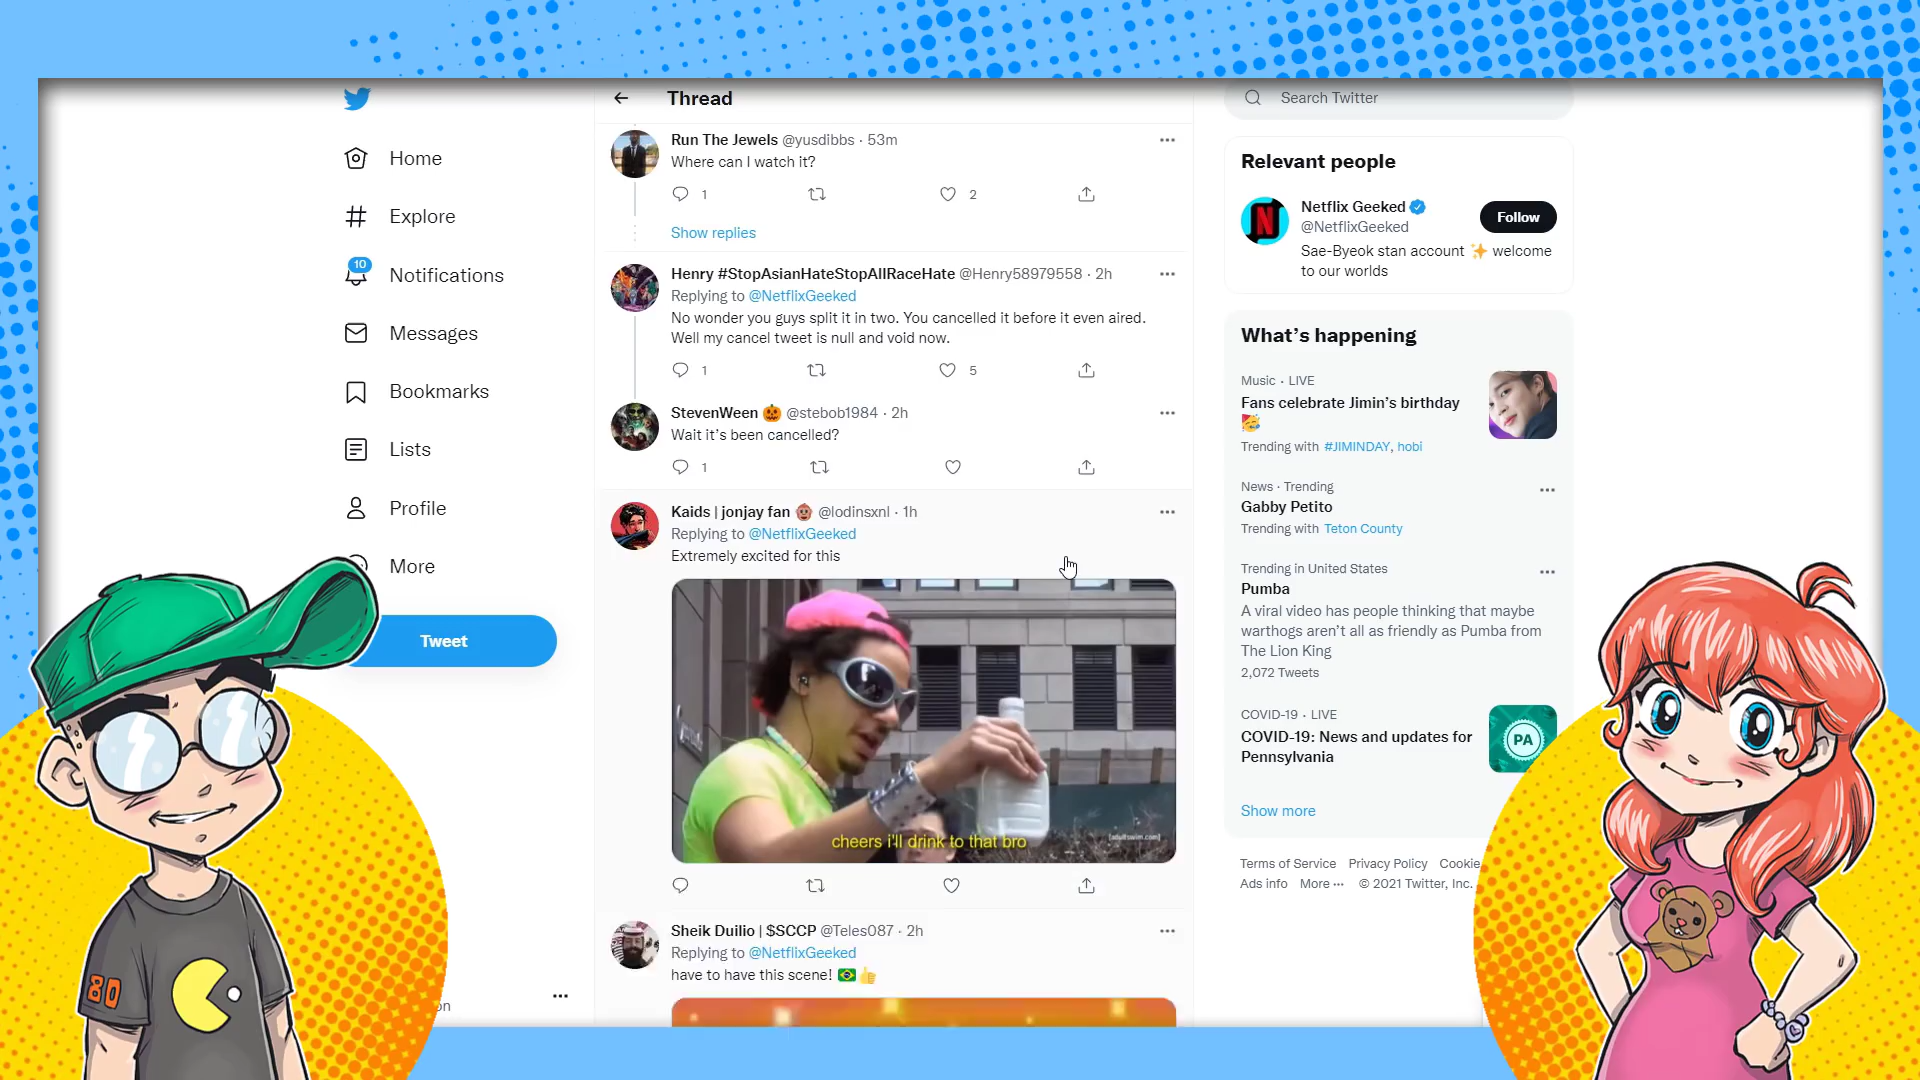 Home
Explore
10
Notifications
Messages
Bookmarks
Lists
Profile
More
Tweet
Thread
Run The Jewels @yusdibbs · 53m
Where can I watch it?
1
2
Show replies
Henry #StopAsianHateStopAllRaceHate @Henry58979558 · 2h
Replying to @NetflixGeeked
No wonder you guys split it in two. You cancelled it before it even aired.
Well my cancel tweet is null and void now.
1
5
StevenWeen 🎃 @stebob1984 · 2h
Wait it's been cancelled?
1
Kaids | jonjay fan 🐵 @lodinsxnl · 1h
Replying to @NetflixGeeked
Extremely excited for this
cheers i'll drink to that bro
[adultswim.com]
Sheik Duilio | $SCCP @Teles087 · 2h
Replying to @NetflixGeeked
have to have this scene! 🇧🇷👍
Search Twitter
Relevant people
N
Netflix Geeked
Follow
@NetflixGeeked
Sae-Byeok stan account ✨ welcome
to our worlds
What's happening
Music · LIVE
Fans celebrate Jimin's birthday
🥳
Trending with #JIMINDAY, hobi
News · Trending
Gabby Petito
Trending with Teton County
Trending in United States
Pumba
A viral video has people thinking that maybe
warthogs aren't all as friendly as Pumba from
The Lion King
2,072 Tweets
COVID-19 · LIVE
COVID-19: News and updates for
Pennsylvania
PA
Show more
Terms of Service Privacy Policy Cookie
Ads info More ··· © 2021 Twitter, Inc.
80
on